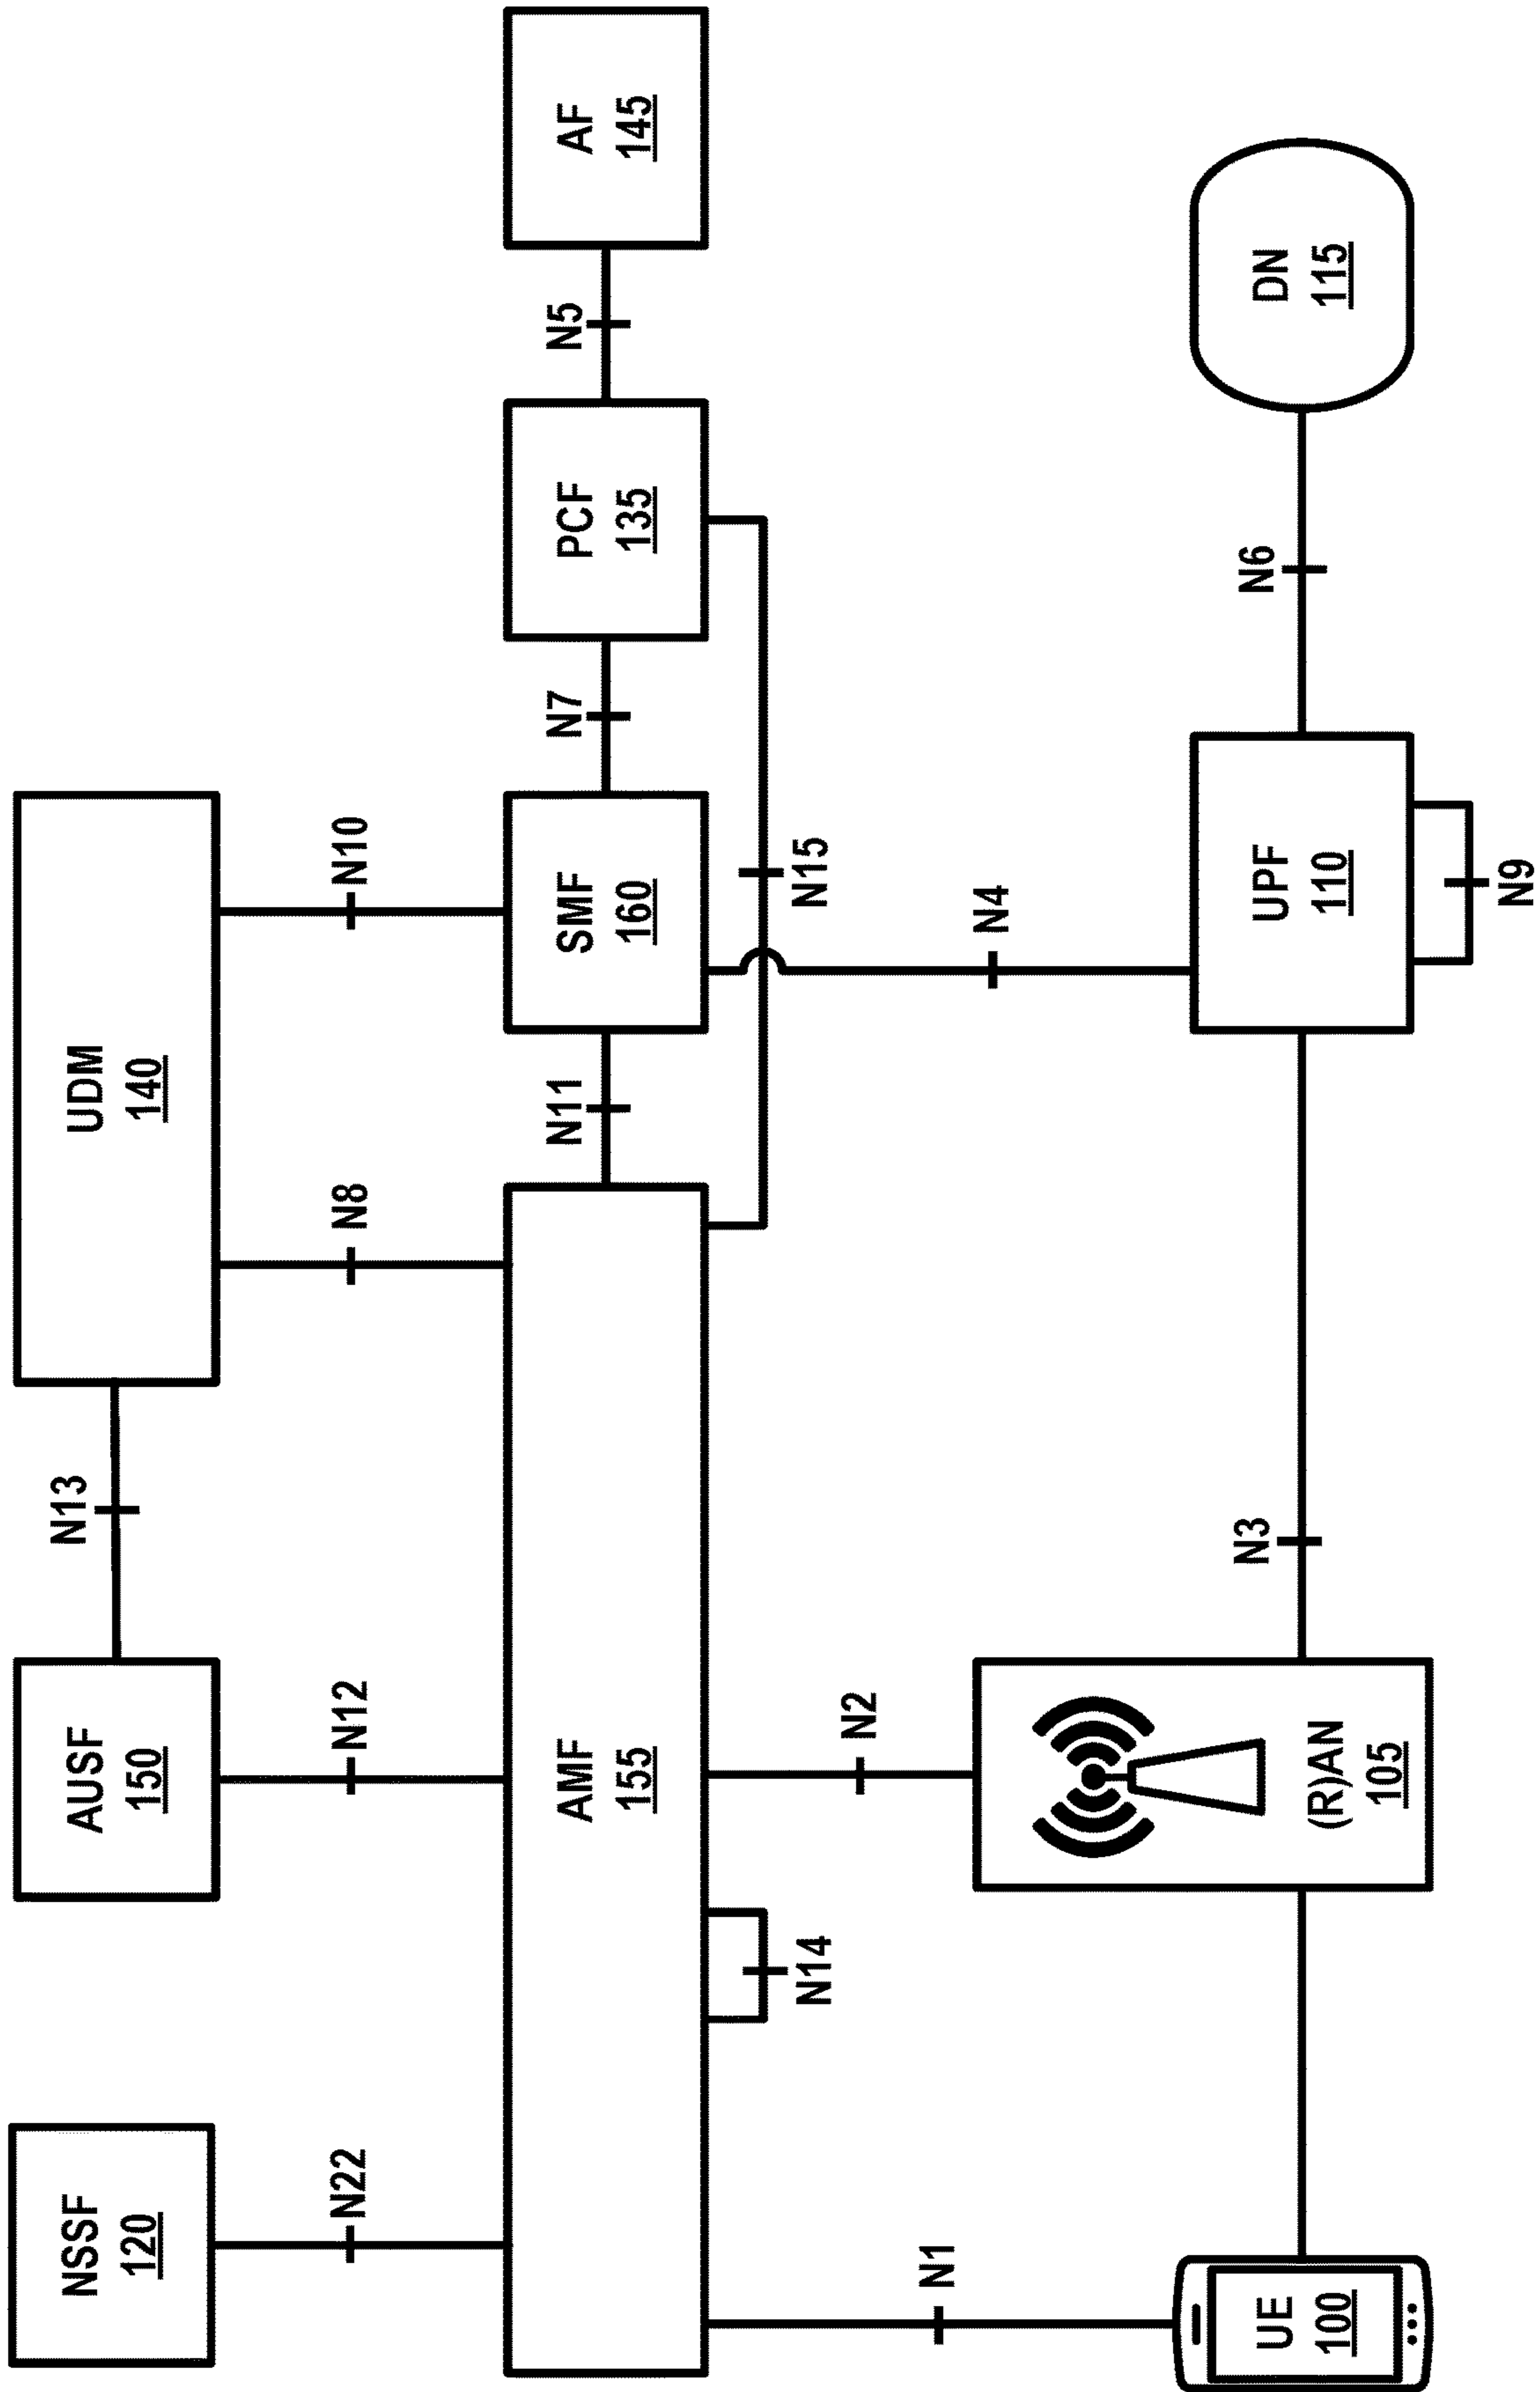 NSSF
120
AUSF
150
N13
UDM
140
N22
N12
N8
N10
AMF
155
N11
SMF
160
N7
PCF
135
N5
AF
145
N14
N15
N1
N2
N4
UE
100
(R)AN
105
N3
UPF
110
N6
DN
115
N9